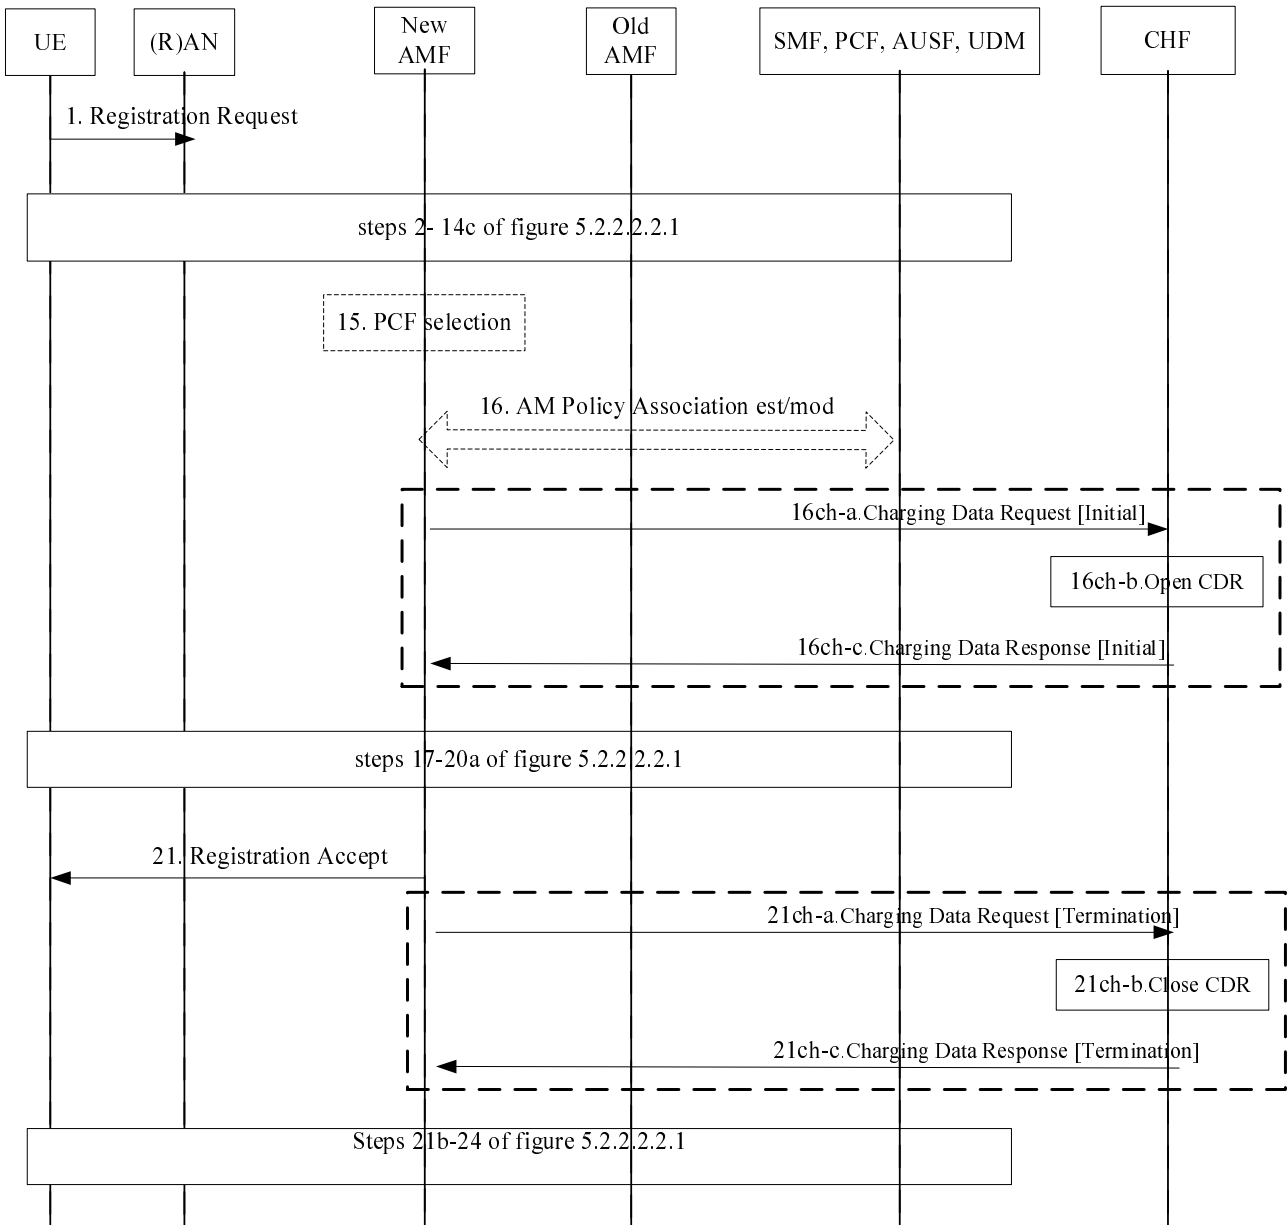 UE
(R)AN
New
AMF
Old
AMF
SMF, PCF, AUSF, UDM
CHF
1. Registration Request
steps 2- 14c of figure 5.2.2.2.2.1
15. PCF selection
16. AM Policy Association est/mod
16ch-a.Charging Data Request [Initial]
16ch-b.Open CDR
16ch-c.Charging Data Response [Initial]
steps 17-20a of figure 5.2.2.2.2.1
21. Registration Accept
21ch-a.Charging Data Request [Termination]
21ch-b.Close CDR
21ch-c.Charging Data Response [Termination]
Steps 21b-24 of figure 5.2.2.2.2.1